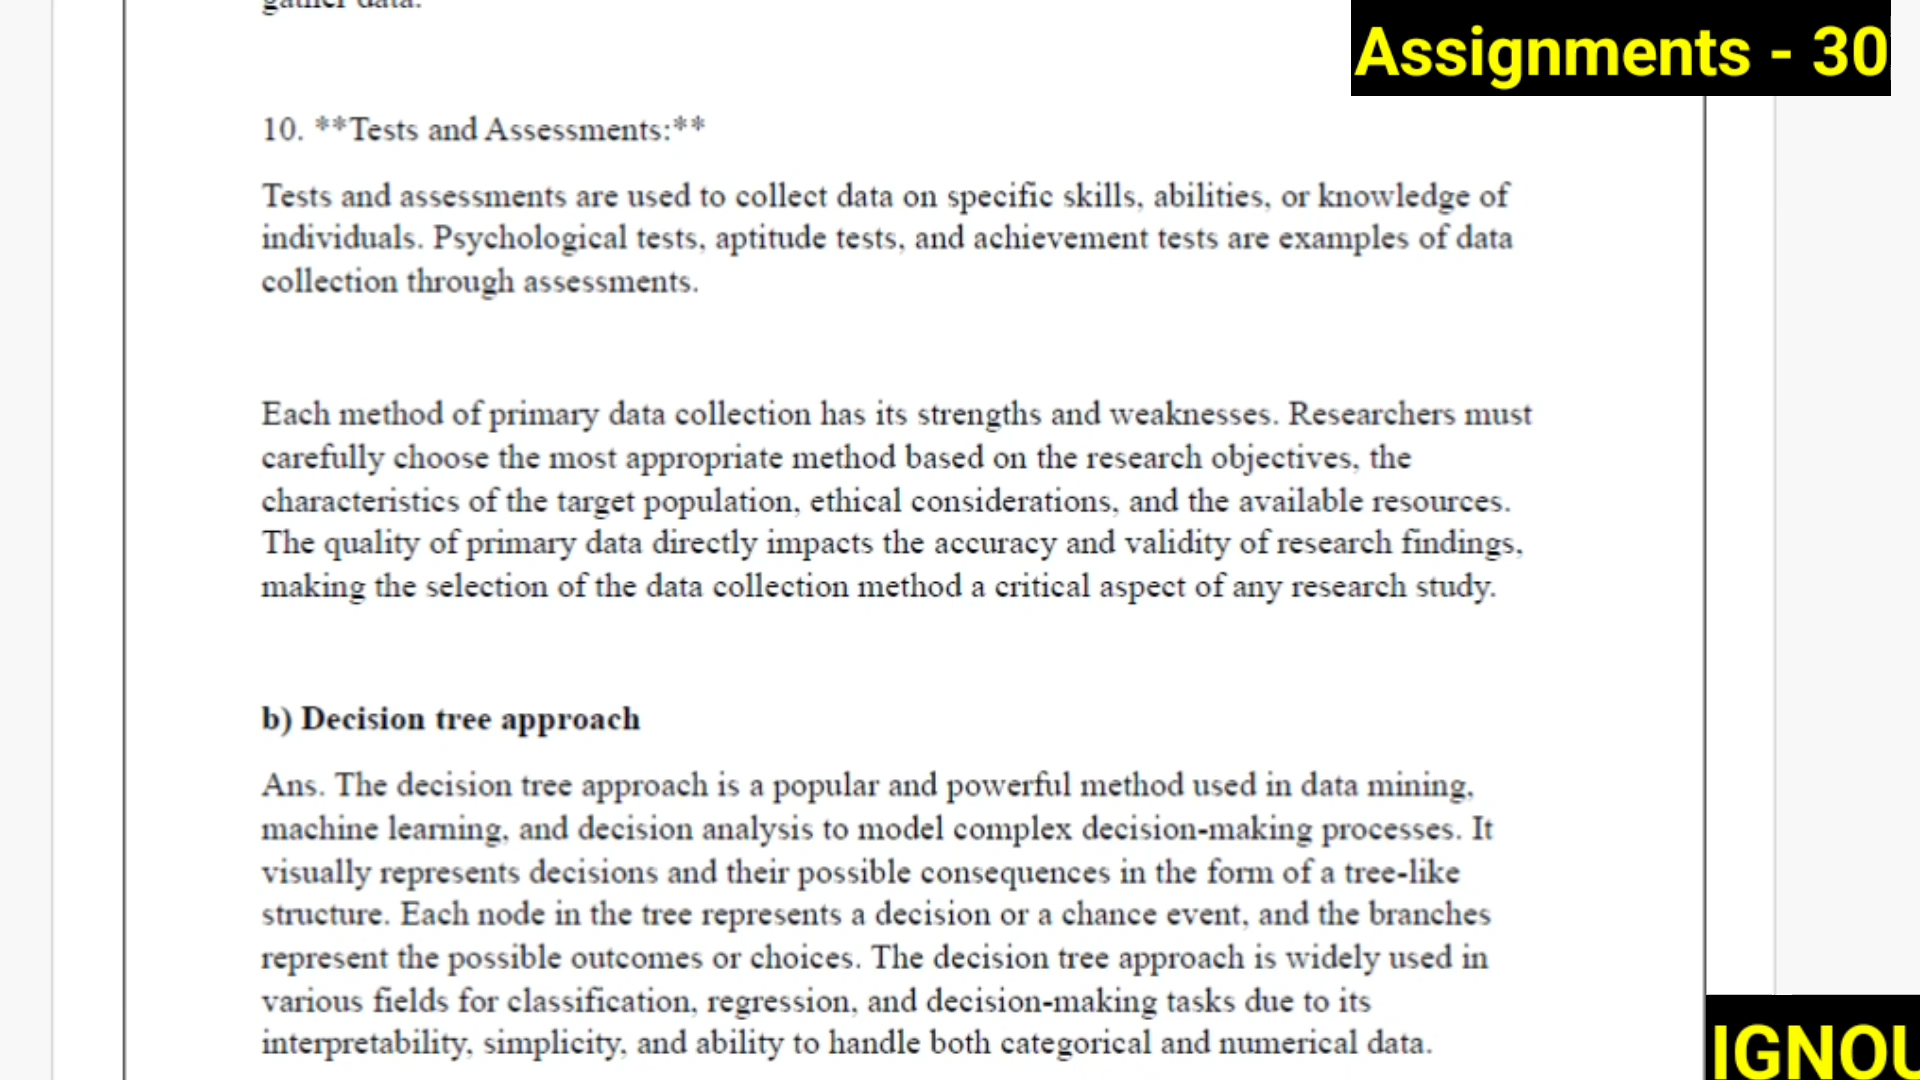 gather data.
Assignments - 30
10. **Tests and Assessments:**
Tests and assessments are used to collect data on specific skills, abilities, or knowledge of
individuals. Psychological tests, aptitude tests, and achievement tests are examples of data
collection through assessments.
Each method of primary data collection has its strengths and weaknesses. Researchers must
carefully choose the most appropriate method based on the research objectives, the
characteristics of the target population, ethical considerations, and the available resources.
The quality of primary data directly impacts the accuracy and validity of research findings,
making the selection of the data collection method a critical aspect of any research study.
b) Decision tree approach
Ans. The decision tree approach is a popular and powerful method used in data mining,
machine learning, and decision analysis to model complex decision-making processes. It
visually represents decisions and their possible consequences in the form of a tree-like
structure. Each node in the tree represents a decision or a chance event, and the branches
represent the possible outcomes or choices. The decision tree approach is widely used in
various fields for classification, regression, and decision-making tasks due to its
interpretability, simplicity, and ability to handle both categorical and numerical data.
IGNOU